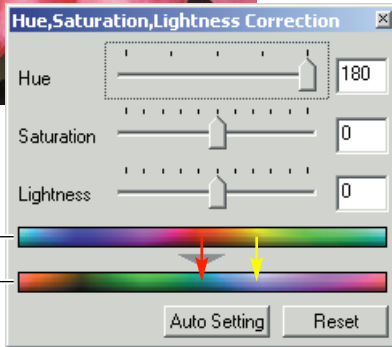 Hue,Saturation,Lightness Correction
Hue 180
Saturation 0
Lightness 0
Auto Setting Reset